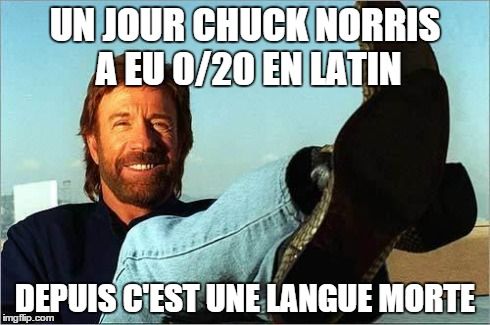 UN JOUR CHUCK NORRIS
A EU 0/20 EN LATIN
DEPUIS C'EST UNE LANGUE MORTE
imgflip.com